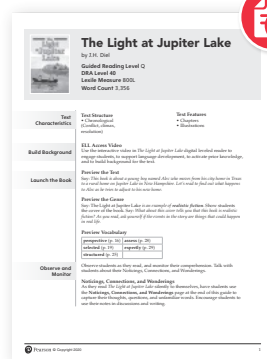 The Light at Jupiter Lake
by J.H. Diel
Guided Reading Level Q
DRA Level 40
Lexile Measure 800L
Word Count 3,356
Text
Characteristics
Text Structure
• Chronological
(Conflict, climax,
resolution)
Text Features
• Chapters
• Illustrations
Build Background
ELL Access Video
Use the interactive video in The Light at Jupiter Lake digital leveled reader to
engage students, to support language development, to activate prior knowledge,
and to build background for the text.
Launch the Book
Preview the Text
Say: This book is about a young boy named Alec who moves from his city home in Texas
to a rural home on Jupiter Lake in New Hampshire. Let's read to find out what happens
to Alec as he tries to adjust to his new home.
Preview the Genre
Say: The Light at Jupiter Lake is an example of realistic fiction. Have students
the cover of the book. Say: What about this cover tells you that this book is realistic
fiction? As you read, ask yourself if the events in the story are things that could happen
in real life.
Preview Vocabulary
perspective (p. 16)
assess (p. 28)
selected (p. 19)
expertly (p. 29)
structured (p. 25)
Observe and
Monitor
Observe students as they read, and monitor their comprehension. Talk with
students about their Noticings, Connections, and Wonderings.
Noticings, Connections, and Wonderings
As they read The Light at Jupiter Lake silently to themselves, have students use
the Noticings, Connections, and Wonderings page at the end of this guide to
capture their thoughts, questions, and unfamiliar words. Encourage students to
use their notes in discussions and writing.
Pearson © Copyright 2020
1